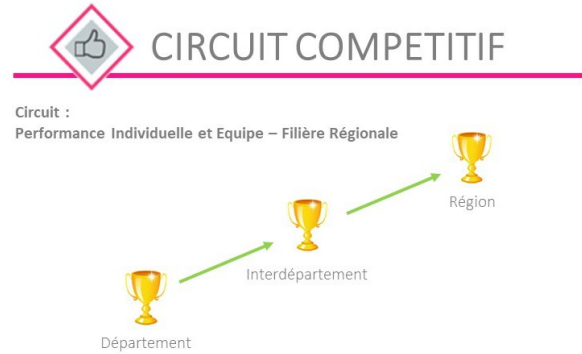 CIRCUIT COMPETITIF
Circuit :
Performance Individuelle et Equipe – Filière Régionale
Région
Interdépartement
Département